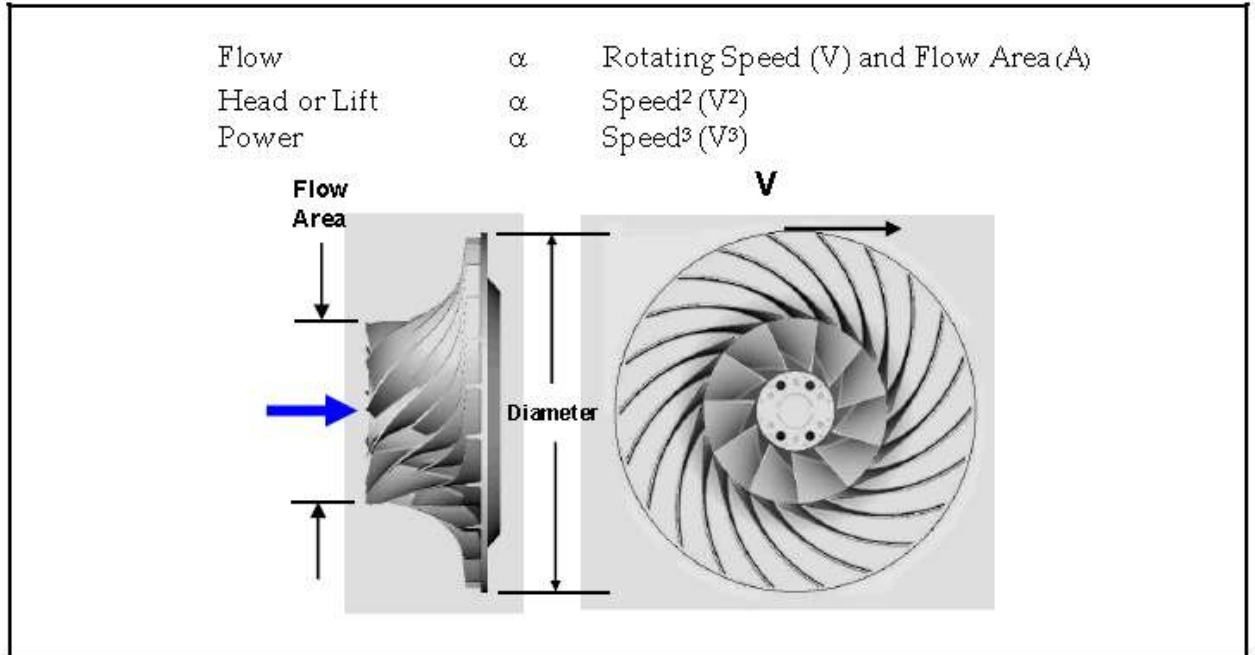 Flow α Rotating Speed (V) and Flow Area (A)
Head or Lift α Speed² (V²)
Power α Speed³ (V³)
Flow
Area
V
Diameter